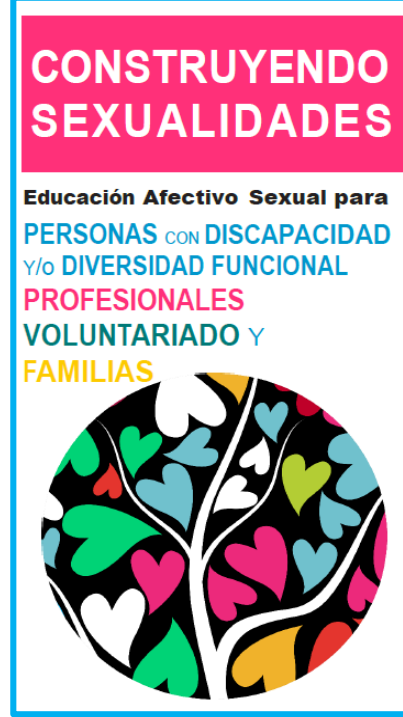 CONSTRUYENDO
SEXUALIDADES
Educación Afectivo Sexual para
PERSONAS CON DISCAPACIDAD
Y/O DIVERSIDAD FUNCIONAL
PROFESIONALES
VOLUNTARIADO Y
FAMILIAS